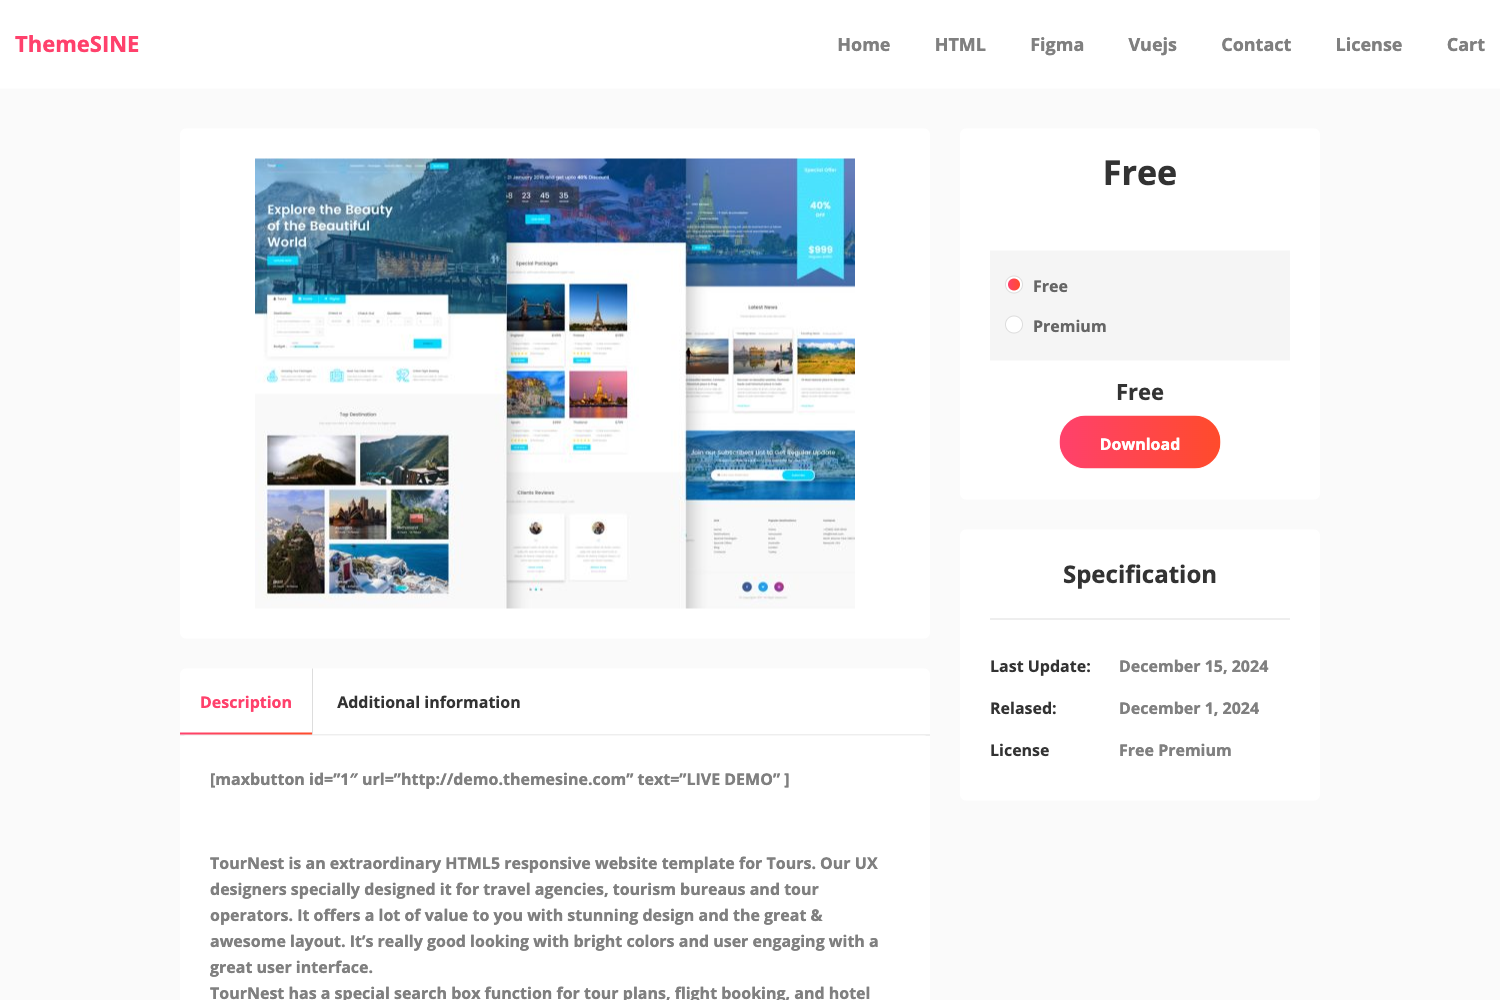 ThemeSINE
Home HTML Figma Vuejs Contact License Cart
Explore the Beauty
of the Beautiful
World
23 45 35
Special Packages
Top Destination
Clients Reviews
Special Offer
40%
$999
Latest News
Join our Subscribers List to Get Regular Update
Free
Free
Premium
Free
Download
Specification
Last Update: December 15, 2024
Relased: December 1, 2024
License Free Premium
Description Additional information
[maxbutton id=”1″ url=”http://demo.themesine.com” text=”LIVE DEMO” ]
TourNest is an extraordinary HTML5 responsive website template for Tours. Our UX
designers specially designed it for travel agencies, tourism bureaus and tour
operators. It offers a lot of value to you with stunning design and the great &
awesome layout. It’s really good looking with bright colors and user engaging with a
great user interface.
TourNest has a special search box function for tour plans, flight booking, and hotel